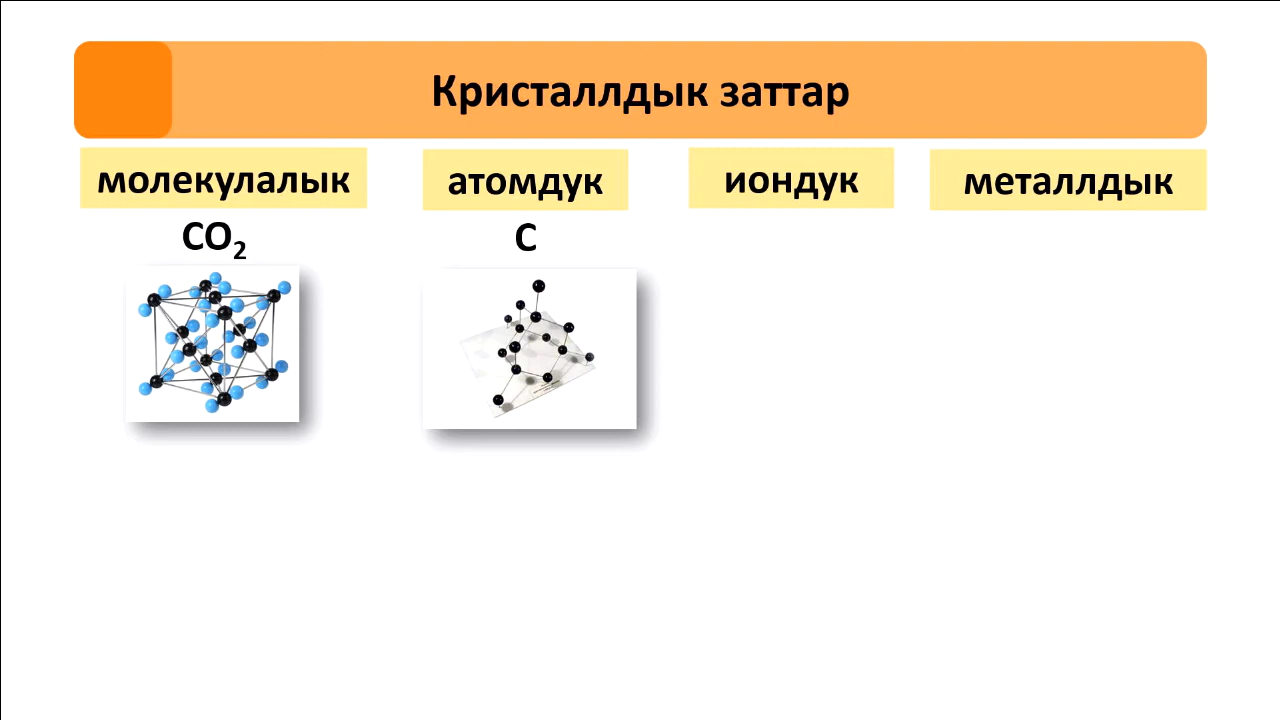 Кристаллдык заттар
молекулалык атомдук иондук металлдык
CO₂ C